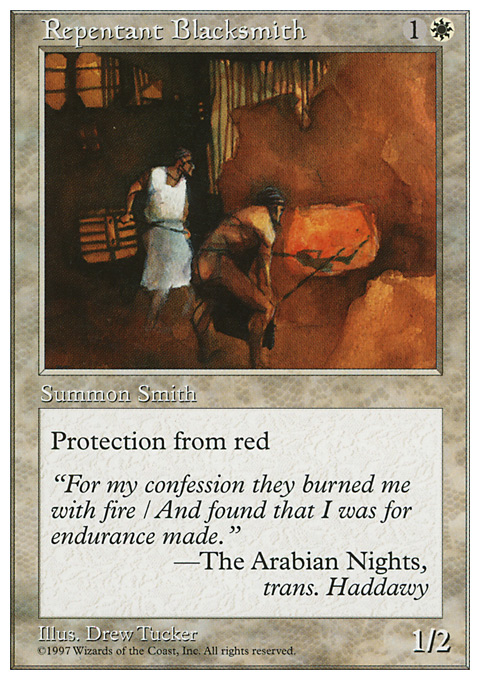 Repentant Blacksmith 1
Summon Smith
Protection from red
“For my confession they burned me
with fire / And found that I was for
endurance made.”
—The Arabian Nights,
trans. Haddawy
Illus. Drew Tucker
1/2
©1997 Wizards of the Coast, Inc. All rights reserved.